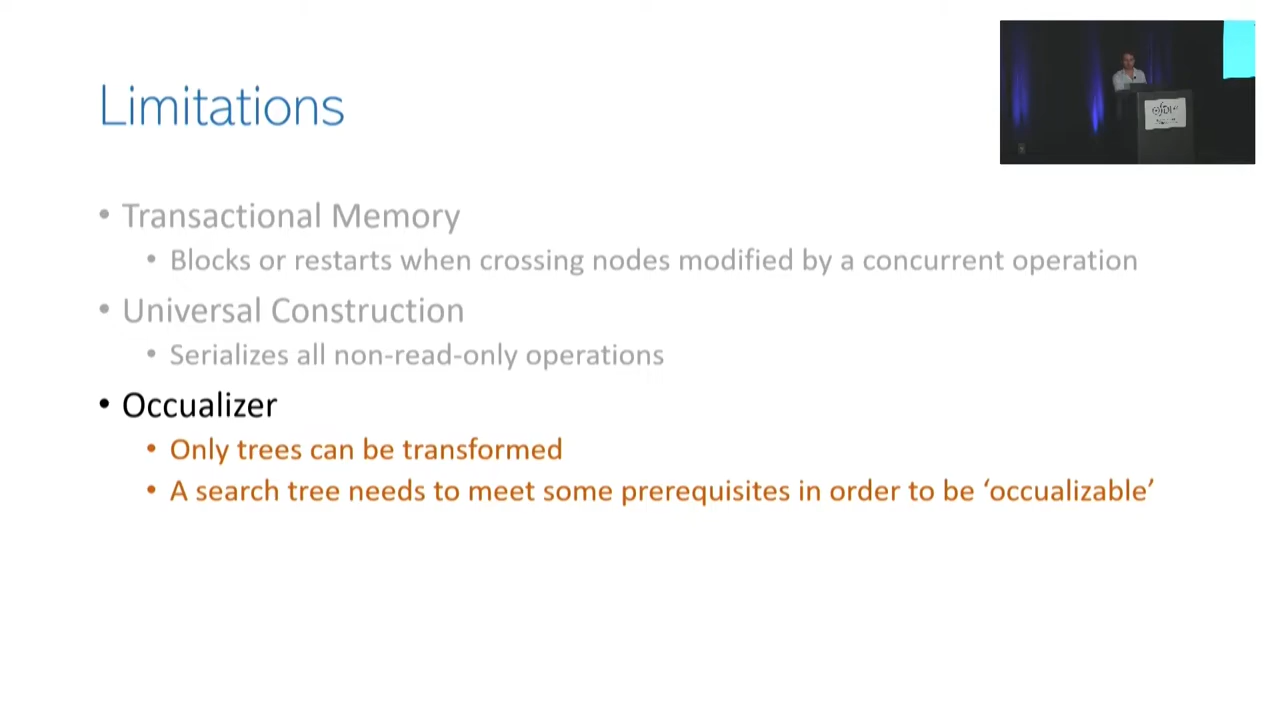 Limitations
• Transactional Memory
• Blocks or restarts when crossing nodes modified by a concurrent operation
• Universal Construction
• Serializes all non-read-only operations
• Occualizer
• Only trees can be transformed
• A search tree needs to meet some prerequisites in order to be ‘occualizable’